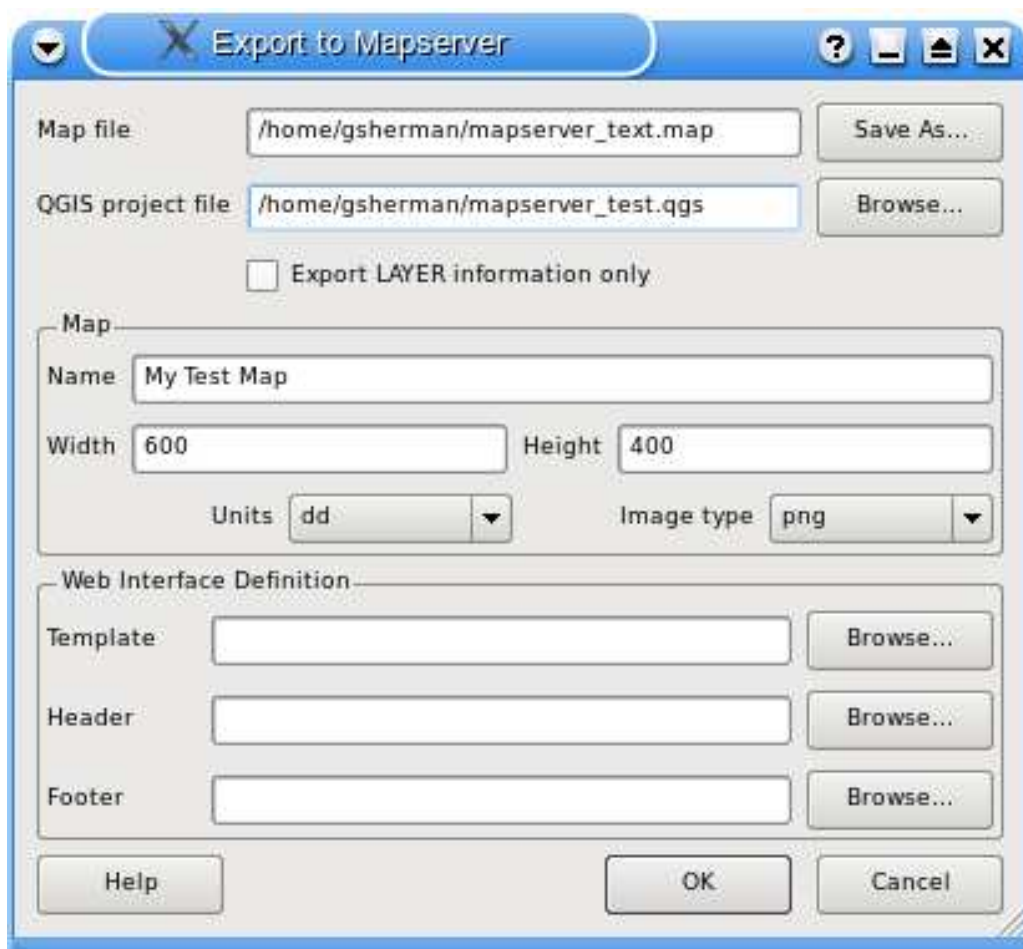 Export to Mapserver
Map file /home/gsherman/mapserver_text.map Save As...
QGIS project file /home/gsherman/mapserver_test.qgs Browse...
Export LAYER information only
Map
Name My Test Map
Width 600 Height 400
Units dd Image type png
Web Interface Definition
Template Browse...
Header Browse...
Footer Browse...
Help OK Cancel